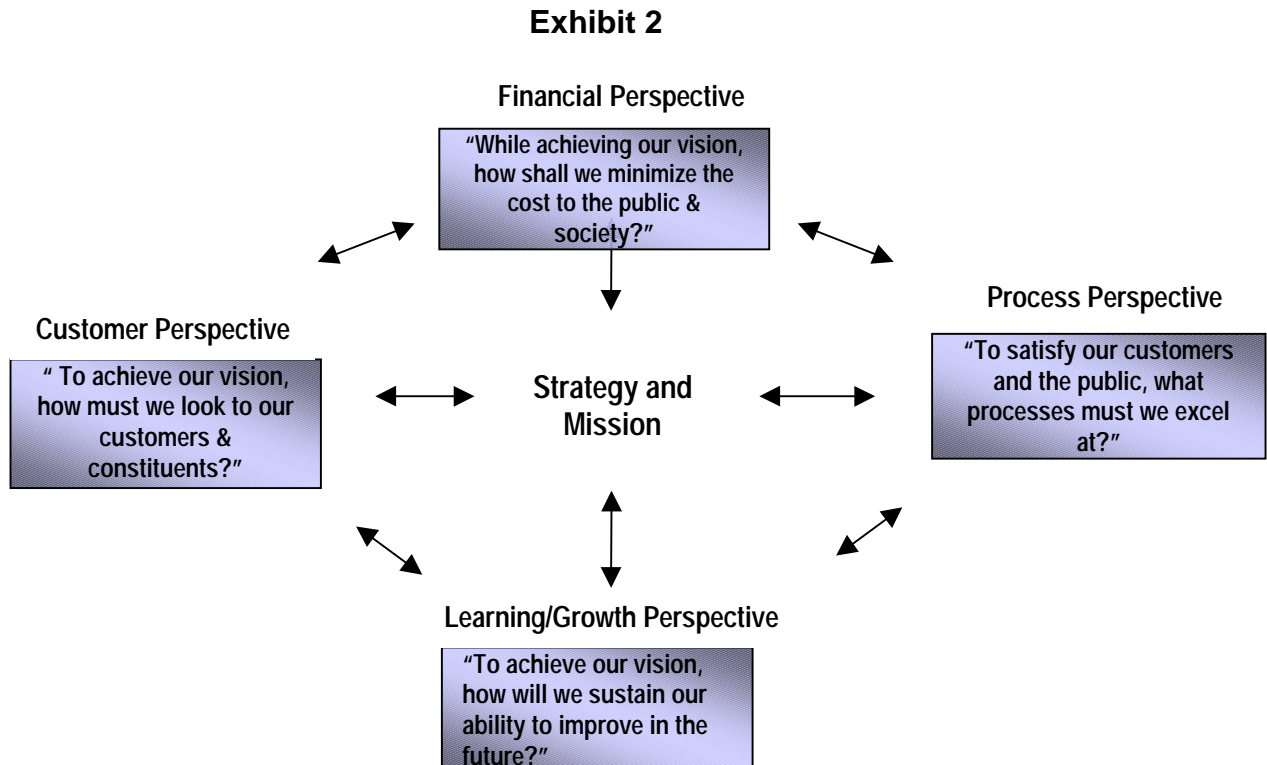 Exhibit 2
Financial Perspective
"While achieving our vision,
how shall we minimize the
cost to the public &
society?"
Process Perspective
"To satisfy our customers
and the public, what
processes must we excel
at?"
Customer Perspective
" To achieve our vision,
how must we look to our
customers &
constituents?"
Strategy and
Mission
Learning/Growth Perspective
"To achieve our vision,
how will we sustain our
ability to improve in the
future?"